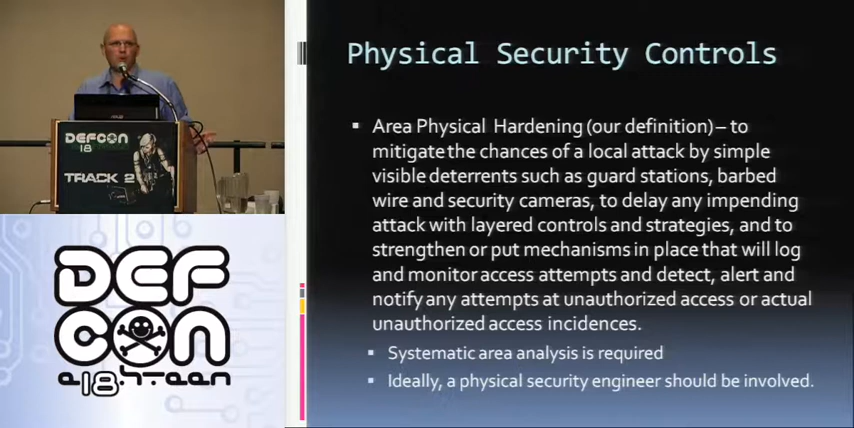 DEFCON
18
TRACK 2
DEF
CON
e18hteen
Physical Security Controls
Area Physical Hardening (our definition) – to
mitigate the chances of a local attack by simple
visible deterrents such as guard stations, barbed
wire and security cameras, to delay any impending
attack with layered controls and strategies, and to
strengthen or put mechanisms in place that will log
and monitor access attempts and detect, alert and
notify any attempts at unauthorized access or actual
unauthorized access incidences.
Systematic area analysis is required
Ideally, a physical security engineer should be involved.